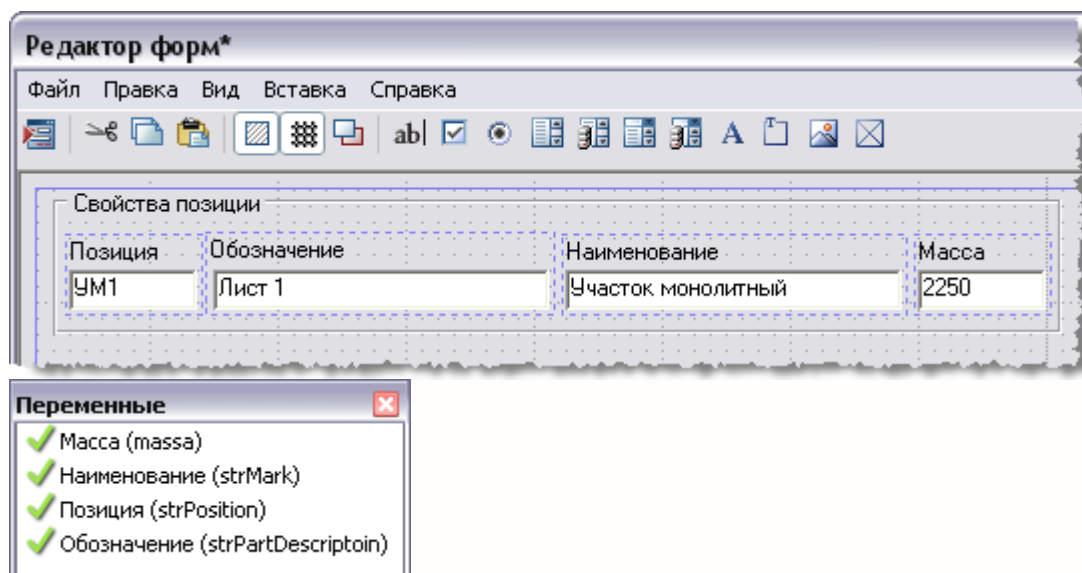 Редактор форм*
Файл Правка Вид Вставка Справка
ab| A T
Свойства позиции
Позиция Обозначение Наименование Масса
УМ1 Лист 1 Участок монолитный 2250
Переменные
Масса (massa)
Наименование (strMark)
Позиция (strPosition)
Обозначение (strPartDescriptoin)